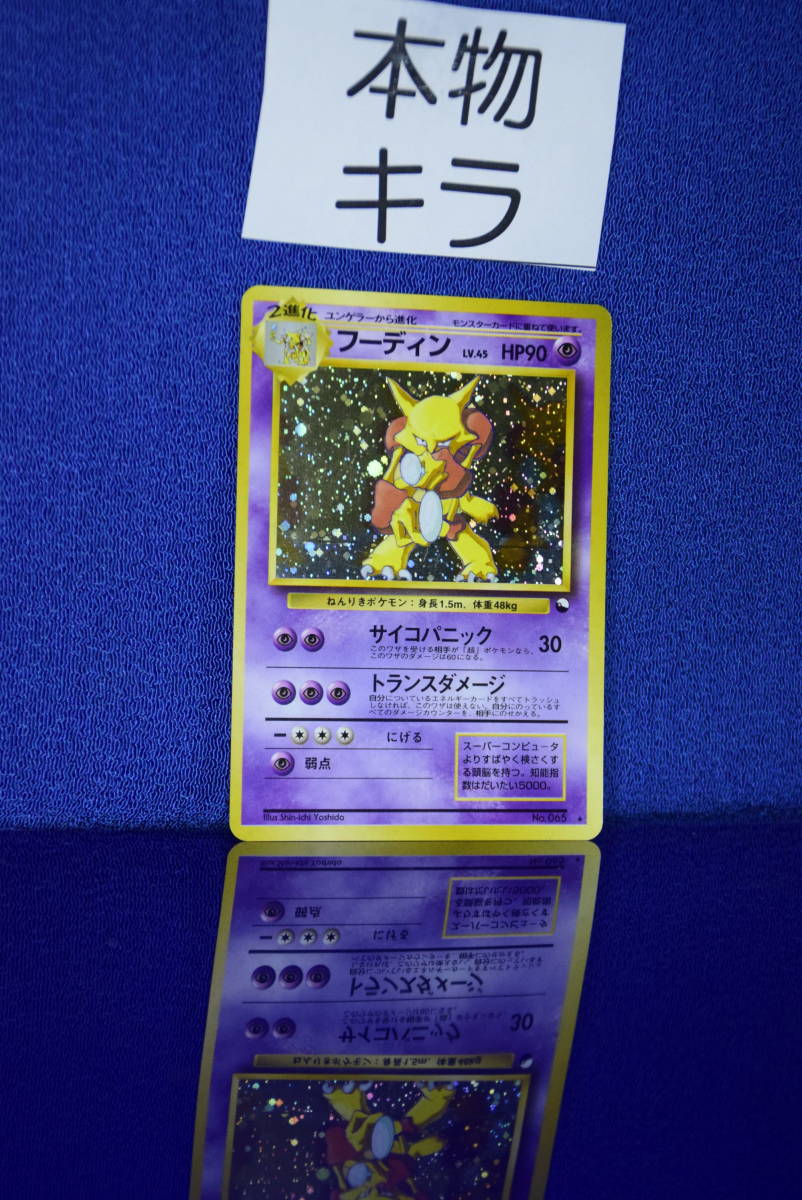 本物
キラ
2進化 ユンゲラーから進化 モンスターカードに重ねて使います。
フーディン LV.45 HP90
ねんりきポケモン：身長1.5m、体重48kg
サイコパニック 30
このワザを受ける相手が「超」ポケモンなら、
このワザのダメージは60になる。
トランスダメージ
自分についているエネルギーカードをすべてトラッシュ
しなければ、このワザは使えない。自分にのっているす
べてのダメージカウンターを、相手にのせかえる。
にげる
弱点
スーパーコンピュータ
よりすばやく検さくす
る頭脳を持つ。知能指
数はだいたい5000。
Illus. Shin-ichi Yoshida No.065